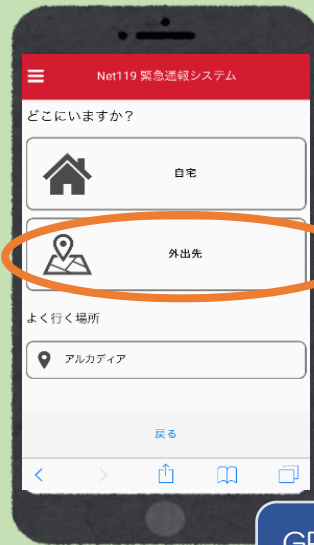 Net119 緊急通報システム
どこにいますか？
自宅
外出先
よく行く場所
アルカディア
戻る